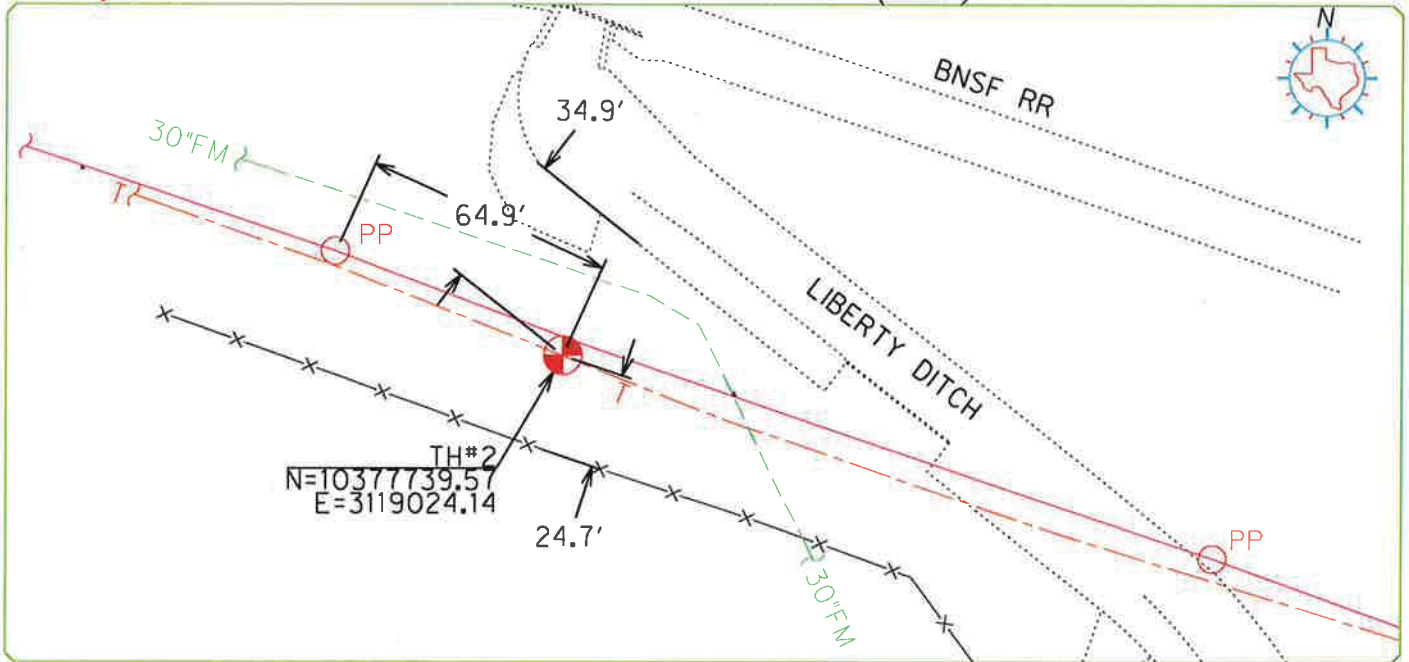 N
BNSF RR
34.9'
30"FM
T
64.9'
PP
LIBERTY DITCH
T
TH#2
N=10377739.57
E=3119024.14
24.7'
PP
30"FM